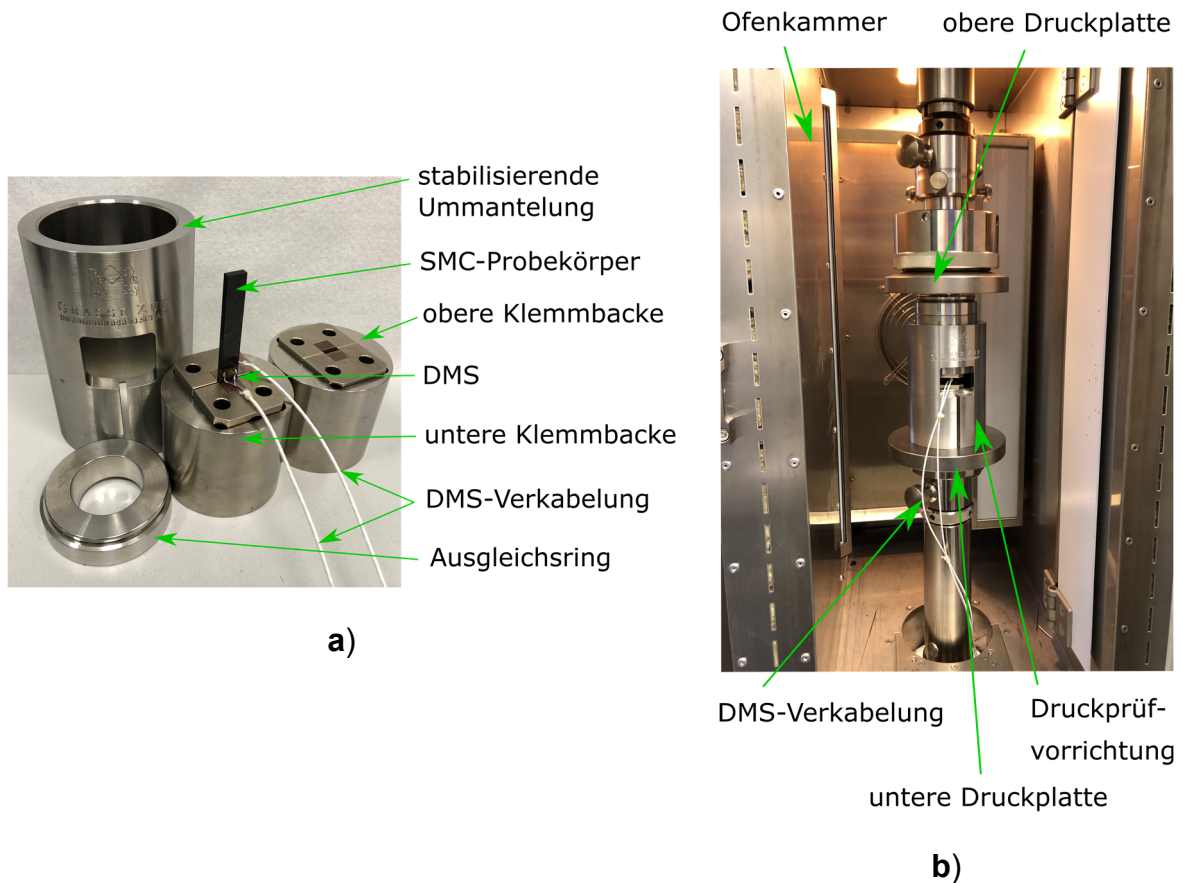 stabilisierende
Ummantelung
SMC-Probekörper
obere Klemmbacke
DMS
untere Klemmbacke
DMS-Verkabelung
Ausgleichsring
a)
Ofenkammer
obere Druckplatte
DMS-Verkabelung
Druckprüf-
vorrichtung
untere Druckplatte
b)